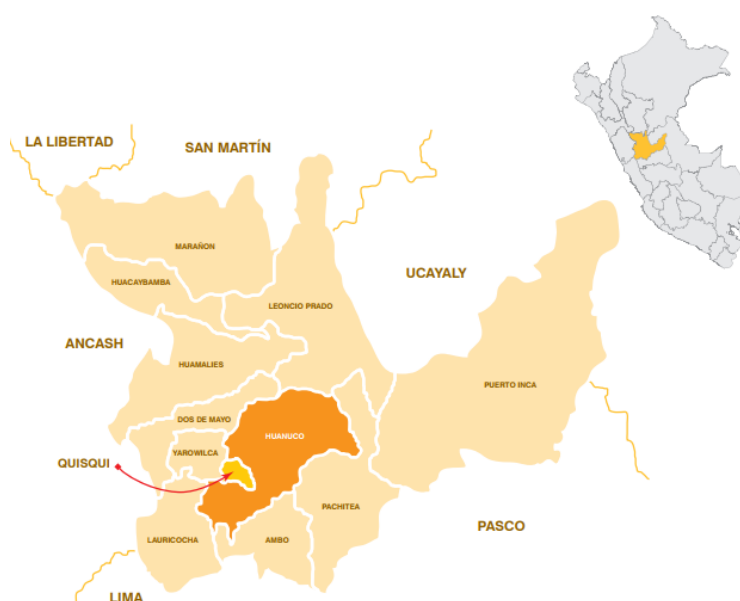 LA LIBERTAD
SAN MARTÍN
MARAÑON
UCAYALY
HUACAYBAMBA
LEONCIO PRADO
ANCASH
HUAMALIES
PUERTO INCA
DOS DE MAYO
HUANUCO
YAROWILCA
QUISQUI
PACHITEA
PASCO
LAURICOCHA
AMBO
LIMA